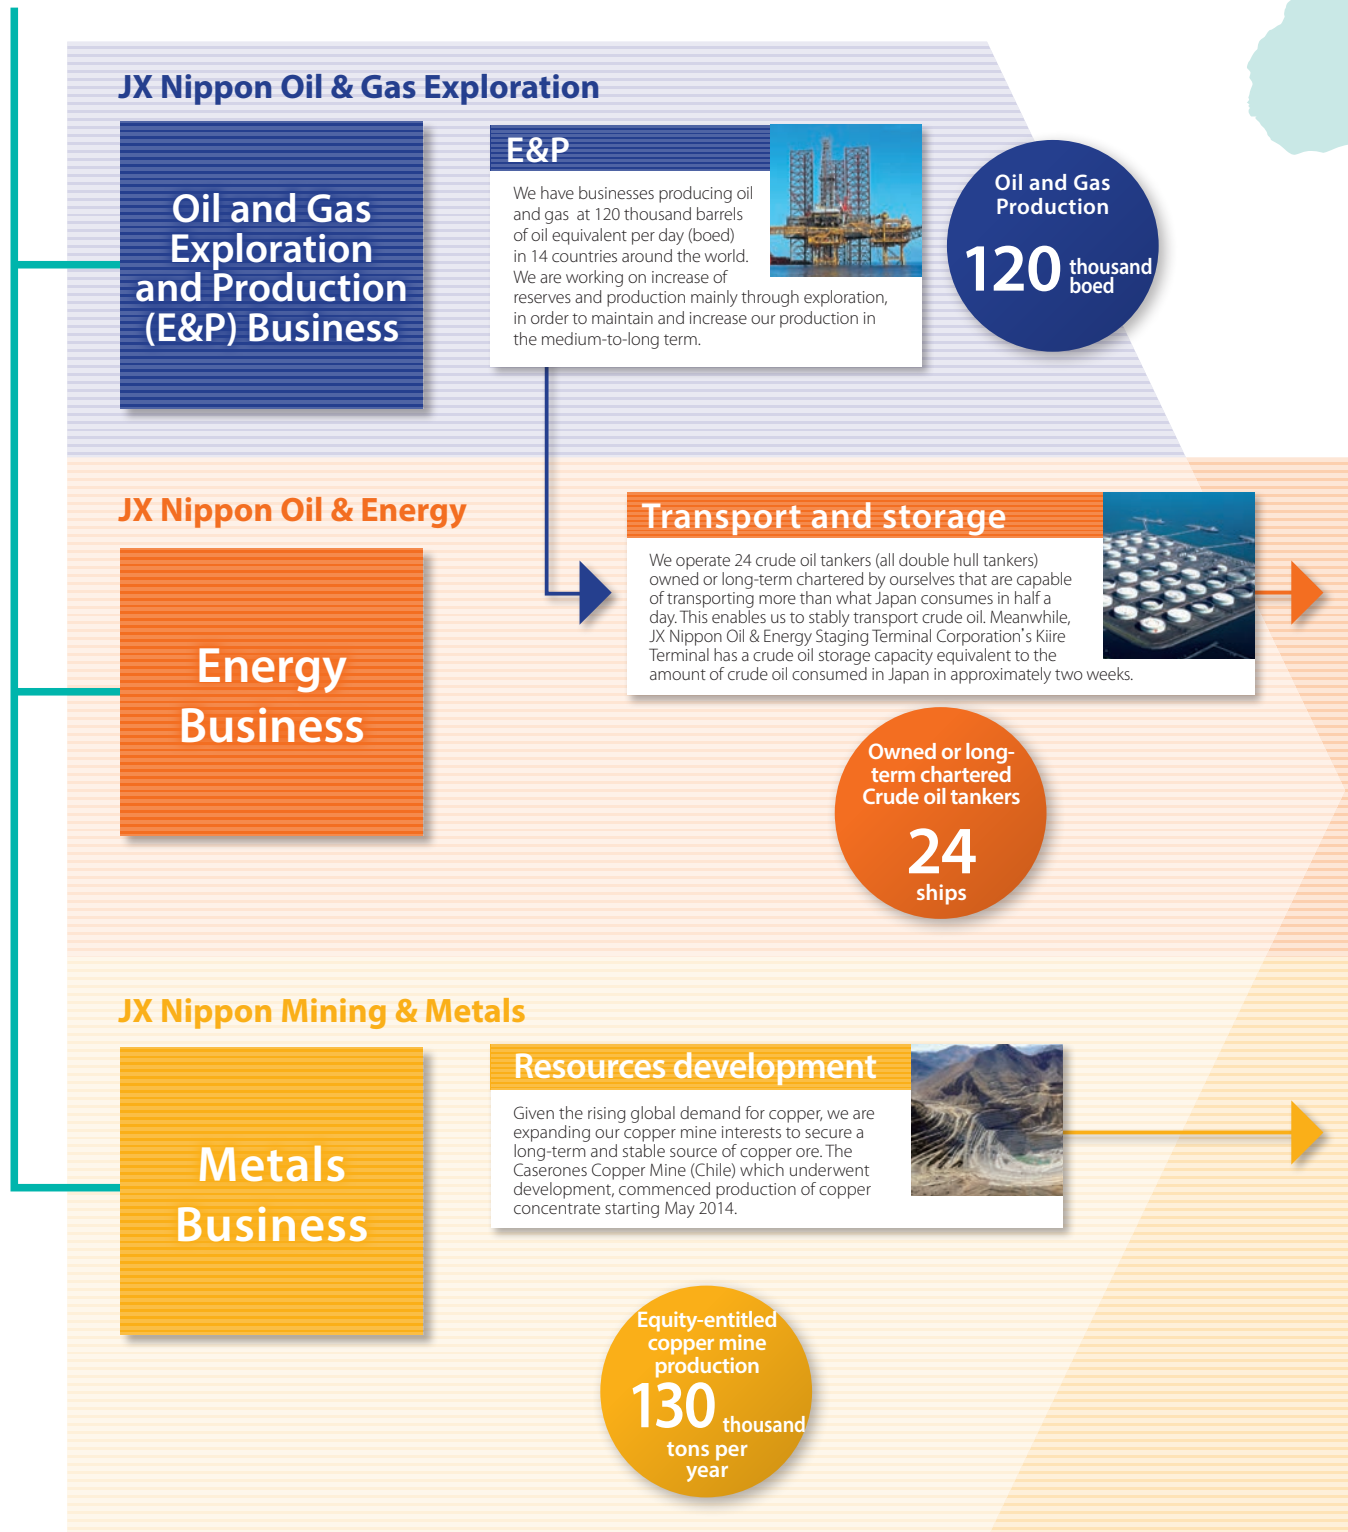 JX Nippon Oil & Gas Exploration
Oil and Gas
Exploration
and Production
(E&P) Business
E&P
We have businesses producing oil
and gas at 120 thousand barrels
of oil equivalent per day (boed)
in 14 countries around the world.
We are working on increase of
reserves and production mainly through exploration,
in order to maintain and increase our production in
the medium-to-long term.
Oil and Gas
Production
120 thousand
boed
JX Nippon Oil & Energy
Energy
Business
Transport and storage
We operate 24 crude oil tankers (all double hull tankers)
owned or long-term chartered by ourselves that are capable
of transporting more than what Japan consumes in half a
day. This enables us to stably transport crude oil. Meanwhile,
JX Nippon Oil & Energy Staging Terminal Corporation's Kiire
Terminal has a crude oil storage capacity equivalent to the
amount of crude oil consumed in Japan in approximately two weeks.
Owned or long-
term chartered
Crude oil tankers
24
ships
JX Nippon Mining & Metals
Metals
Business
Resources development
Given the rising global demand for copper, we are
expanding our copper mine interests to secure a
long-term and stable source of copper ore. The
Caserones Copper Mine (Chile) which underwent
development, commenced production of copper
concentrate starting May 2014.
Equity-entitled
copper mine
production
130 thousand
tons per
year